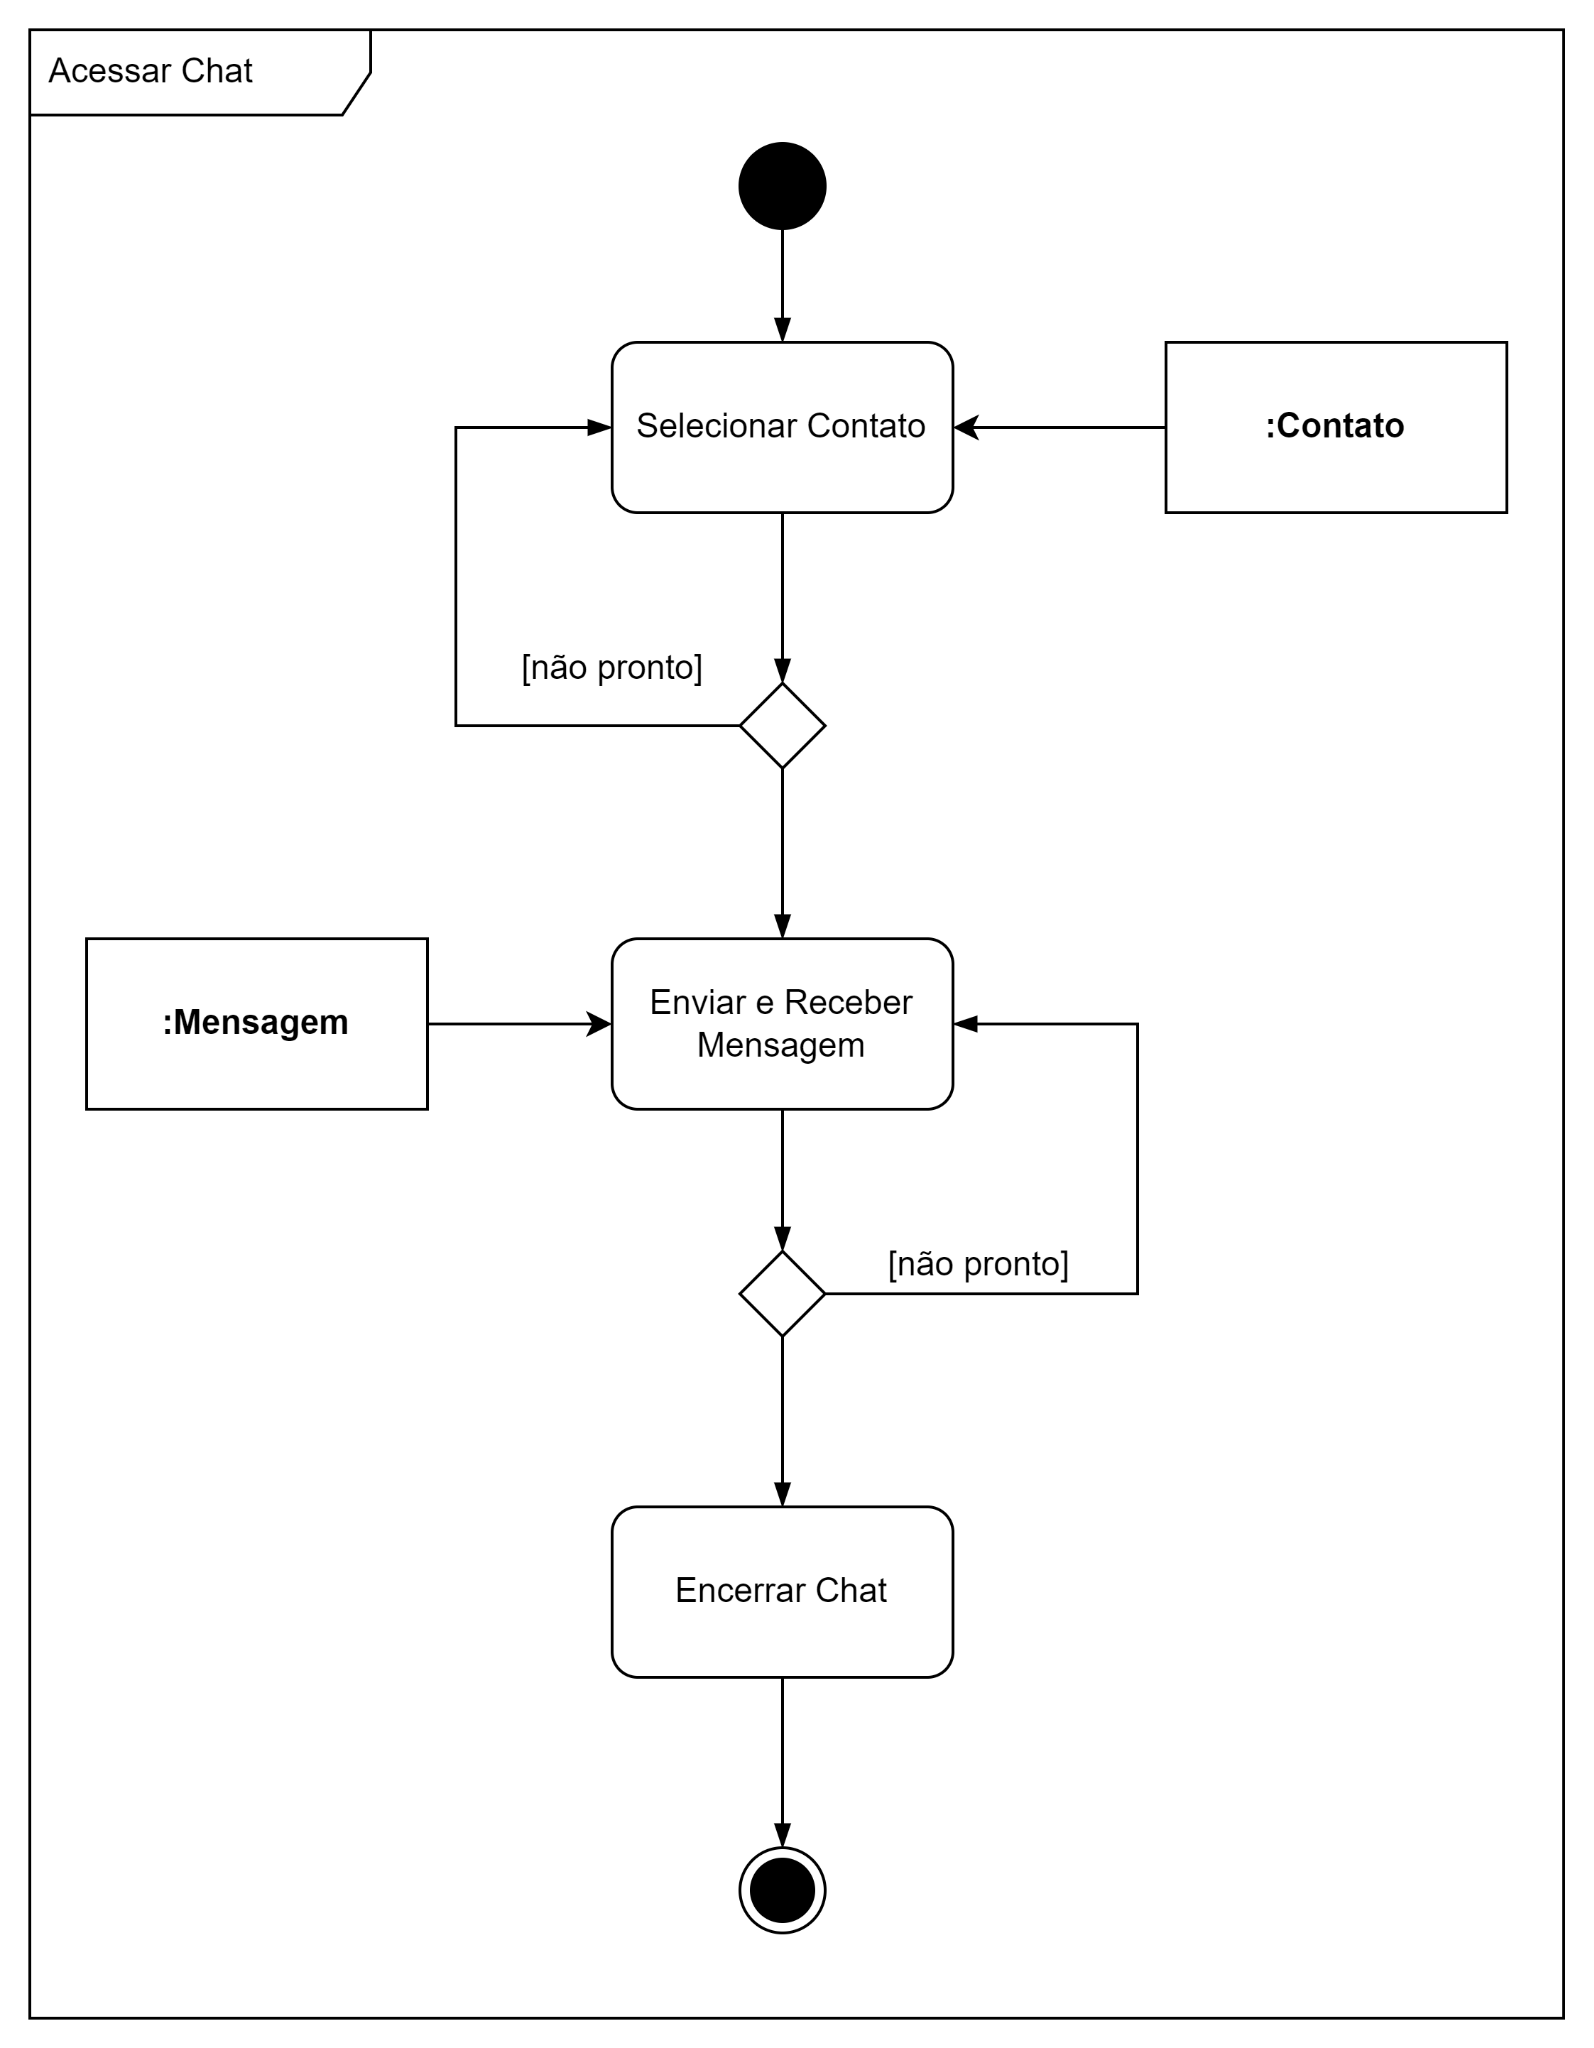 Acessar Chat
Selecionar Contato
:Contato
[não pronto]
:Mensagem
Enviar e Receber
Mensagem
[não pronto]
Encerrar Chat